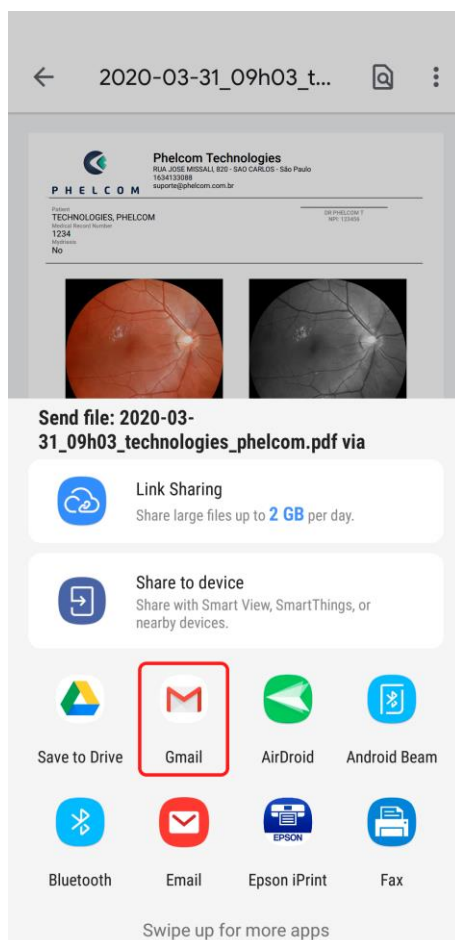 2020-03-31_09h03_t...
PHELCOM
Phelcom Technologies
RUA JOSE MISSALI, 820 - SAO CARLOS - São Paulo
1634133088
suporte@phelcom.com.br
Patient
TECHNOLOGIES, PHELCOM
Medical Record Number
1234
Mydriasis
No
DR PHELCOM T
NPI: 123456
Send file: 2020-03-
31_09h03_technologies_phelcom.pdf via
Link Sharing
Share large files up to 2 GB per day.
Share to device
Share with Smart View, SmartThings, or
nearby devices.
Save to Drive
Gmail
AirDroid
Android Beam
EPSON
Bluetooth
Email
Epson iPrint
Fax
Swipe up for more apps